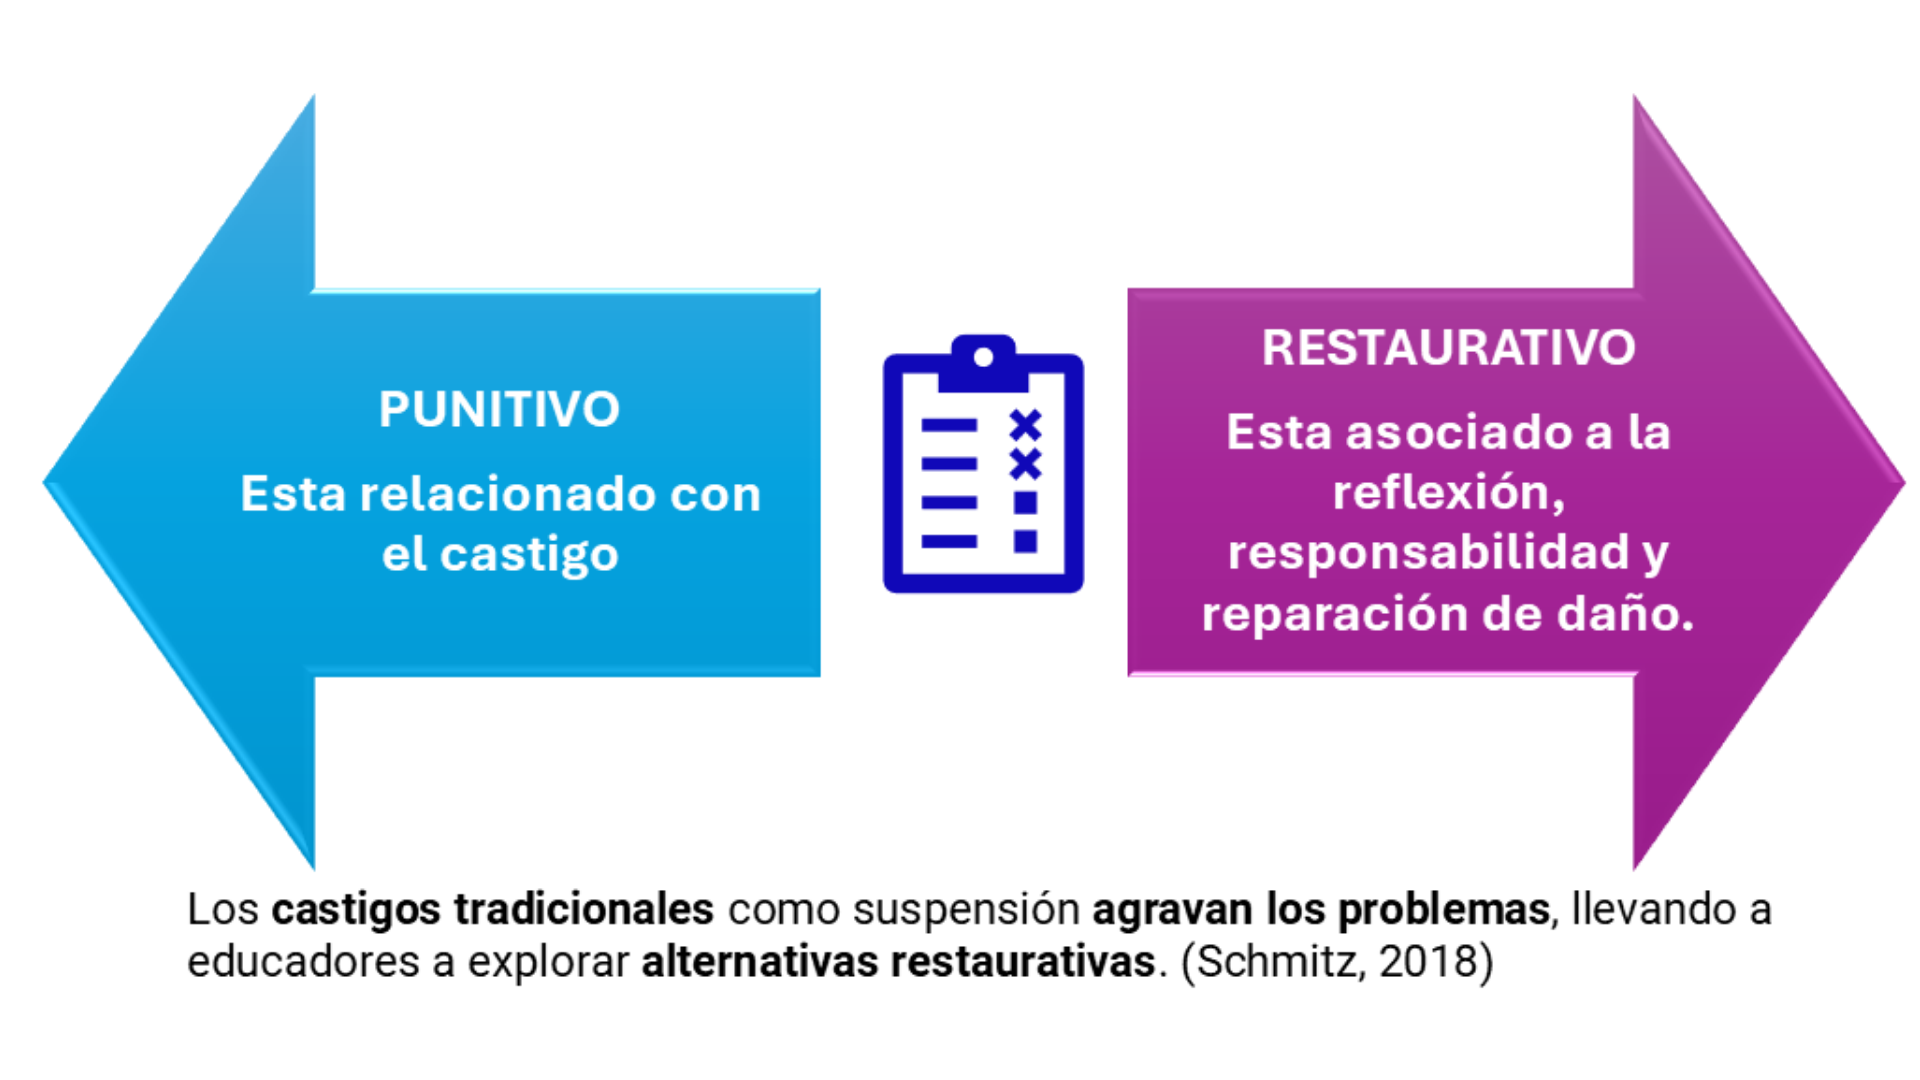 PUNITIVO
Esta relacionado con
el castigo
RESTAURATIVO
Esta asociado a la
reflexión,
responsabilidad y
reparación de daño.
Los castigos tradicionales como suspensión agravan los problemas, llevando a
educadores a explorar alternativas restaurativas. (Schmitz, 2018)